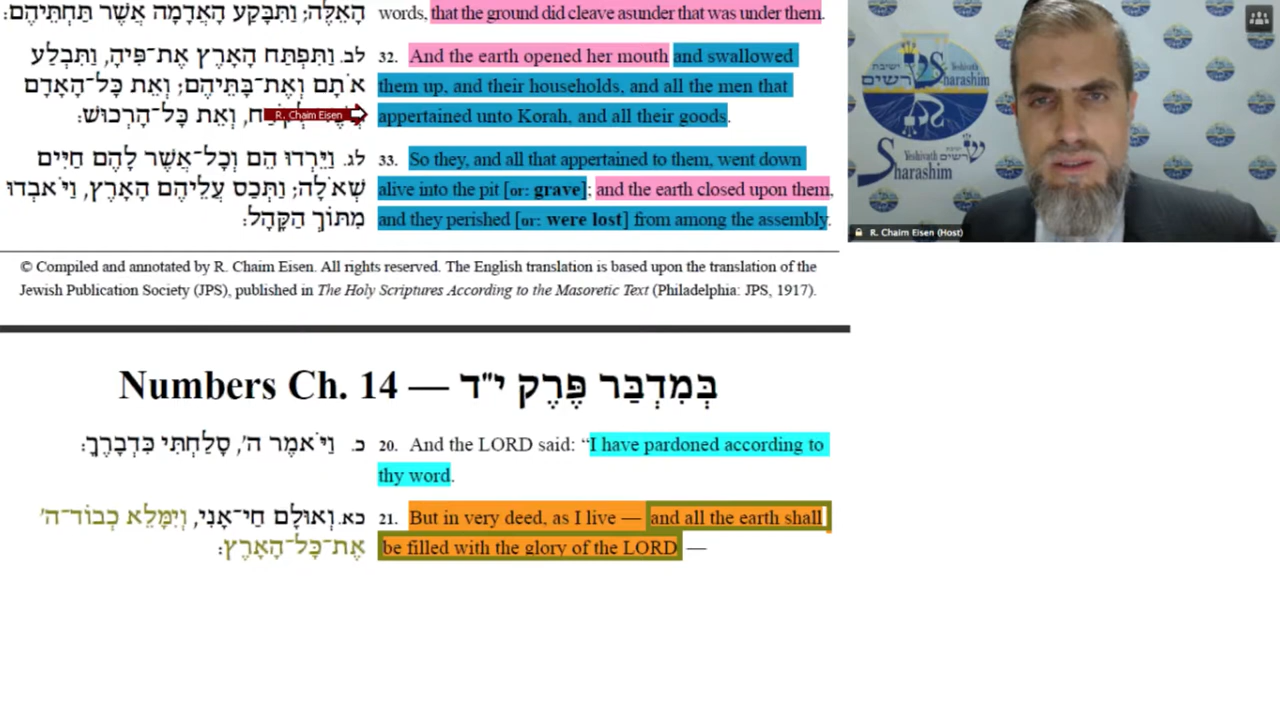 הָאֵלֶּה; וַתִּבָּקַע הָאֲדָמָה אֲשֶׁר תַּחְתֵּיהֶם:
words, that the ground did cleave asunder that was under them.
לב. וַתִּפְתַּח הָאָרֶץ אֶת־פִּיהָ, וַתִּבְלַע
אֹתָם וְאֶת־בָּתֵּיהֶם; וְאֵת כָּל־הָאָדָם
וְאֵת כָּל־הָרְכוּשׁ:
R. Chaim Eisen
32. And the earth opened her mouth and swallowed
them up, and their households, and all the men that
appertained unto Korah, and all their goods.
לג. וַיֵּרְדוּ הֵם וְכָל־אֲשֶׁר לָהֶם חַיִּים
שְׁאֹלָה; וַתְּכַס עֲלֵיהֶם הָאָרֶץ, וַיֹּאבְדוּ
מִתּוֹךְ הַקָּהָל:
33. So they, and all that appertained to them, went down
alive into the pit [or: grave]; and the earth closed upon them,
and they perished [or: were lost] from among the assembly.
© Compiled and annotated by R. Chaim Eisen. All rights reserved. The English translation is based upon the translation of the
Jewish Publication Society (JPS), published in The Holy Scriptures According to the Masoretic Text (Philadelphia: JPS, 1917).
Numbers Ch. 14 — בְּמִדְבַּר פֶּרֶק י״ד
כ. וַיֹּאמֶר ה', סָלַחְתִּי כִּדְבָרֶךָ:
20. And the LORD said: “I have pardoned according to
thy word.
כא. וְאוּלָם חַי־אָנִי, וְיִמָּלֵא כְבוֹד־ה'
אֶת־כָּל־הָאָרֶץ:
21. But in very deed, as I live — and all the earth shall
be filled with the glory of the LORD —
ישיבת
שרשים
Yeshivath
Sharashim
Yeshivath
שרשים
Sharashim
R. Chaim Eisen (Host)